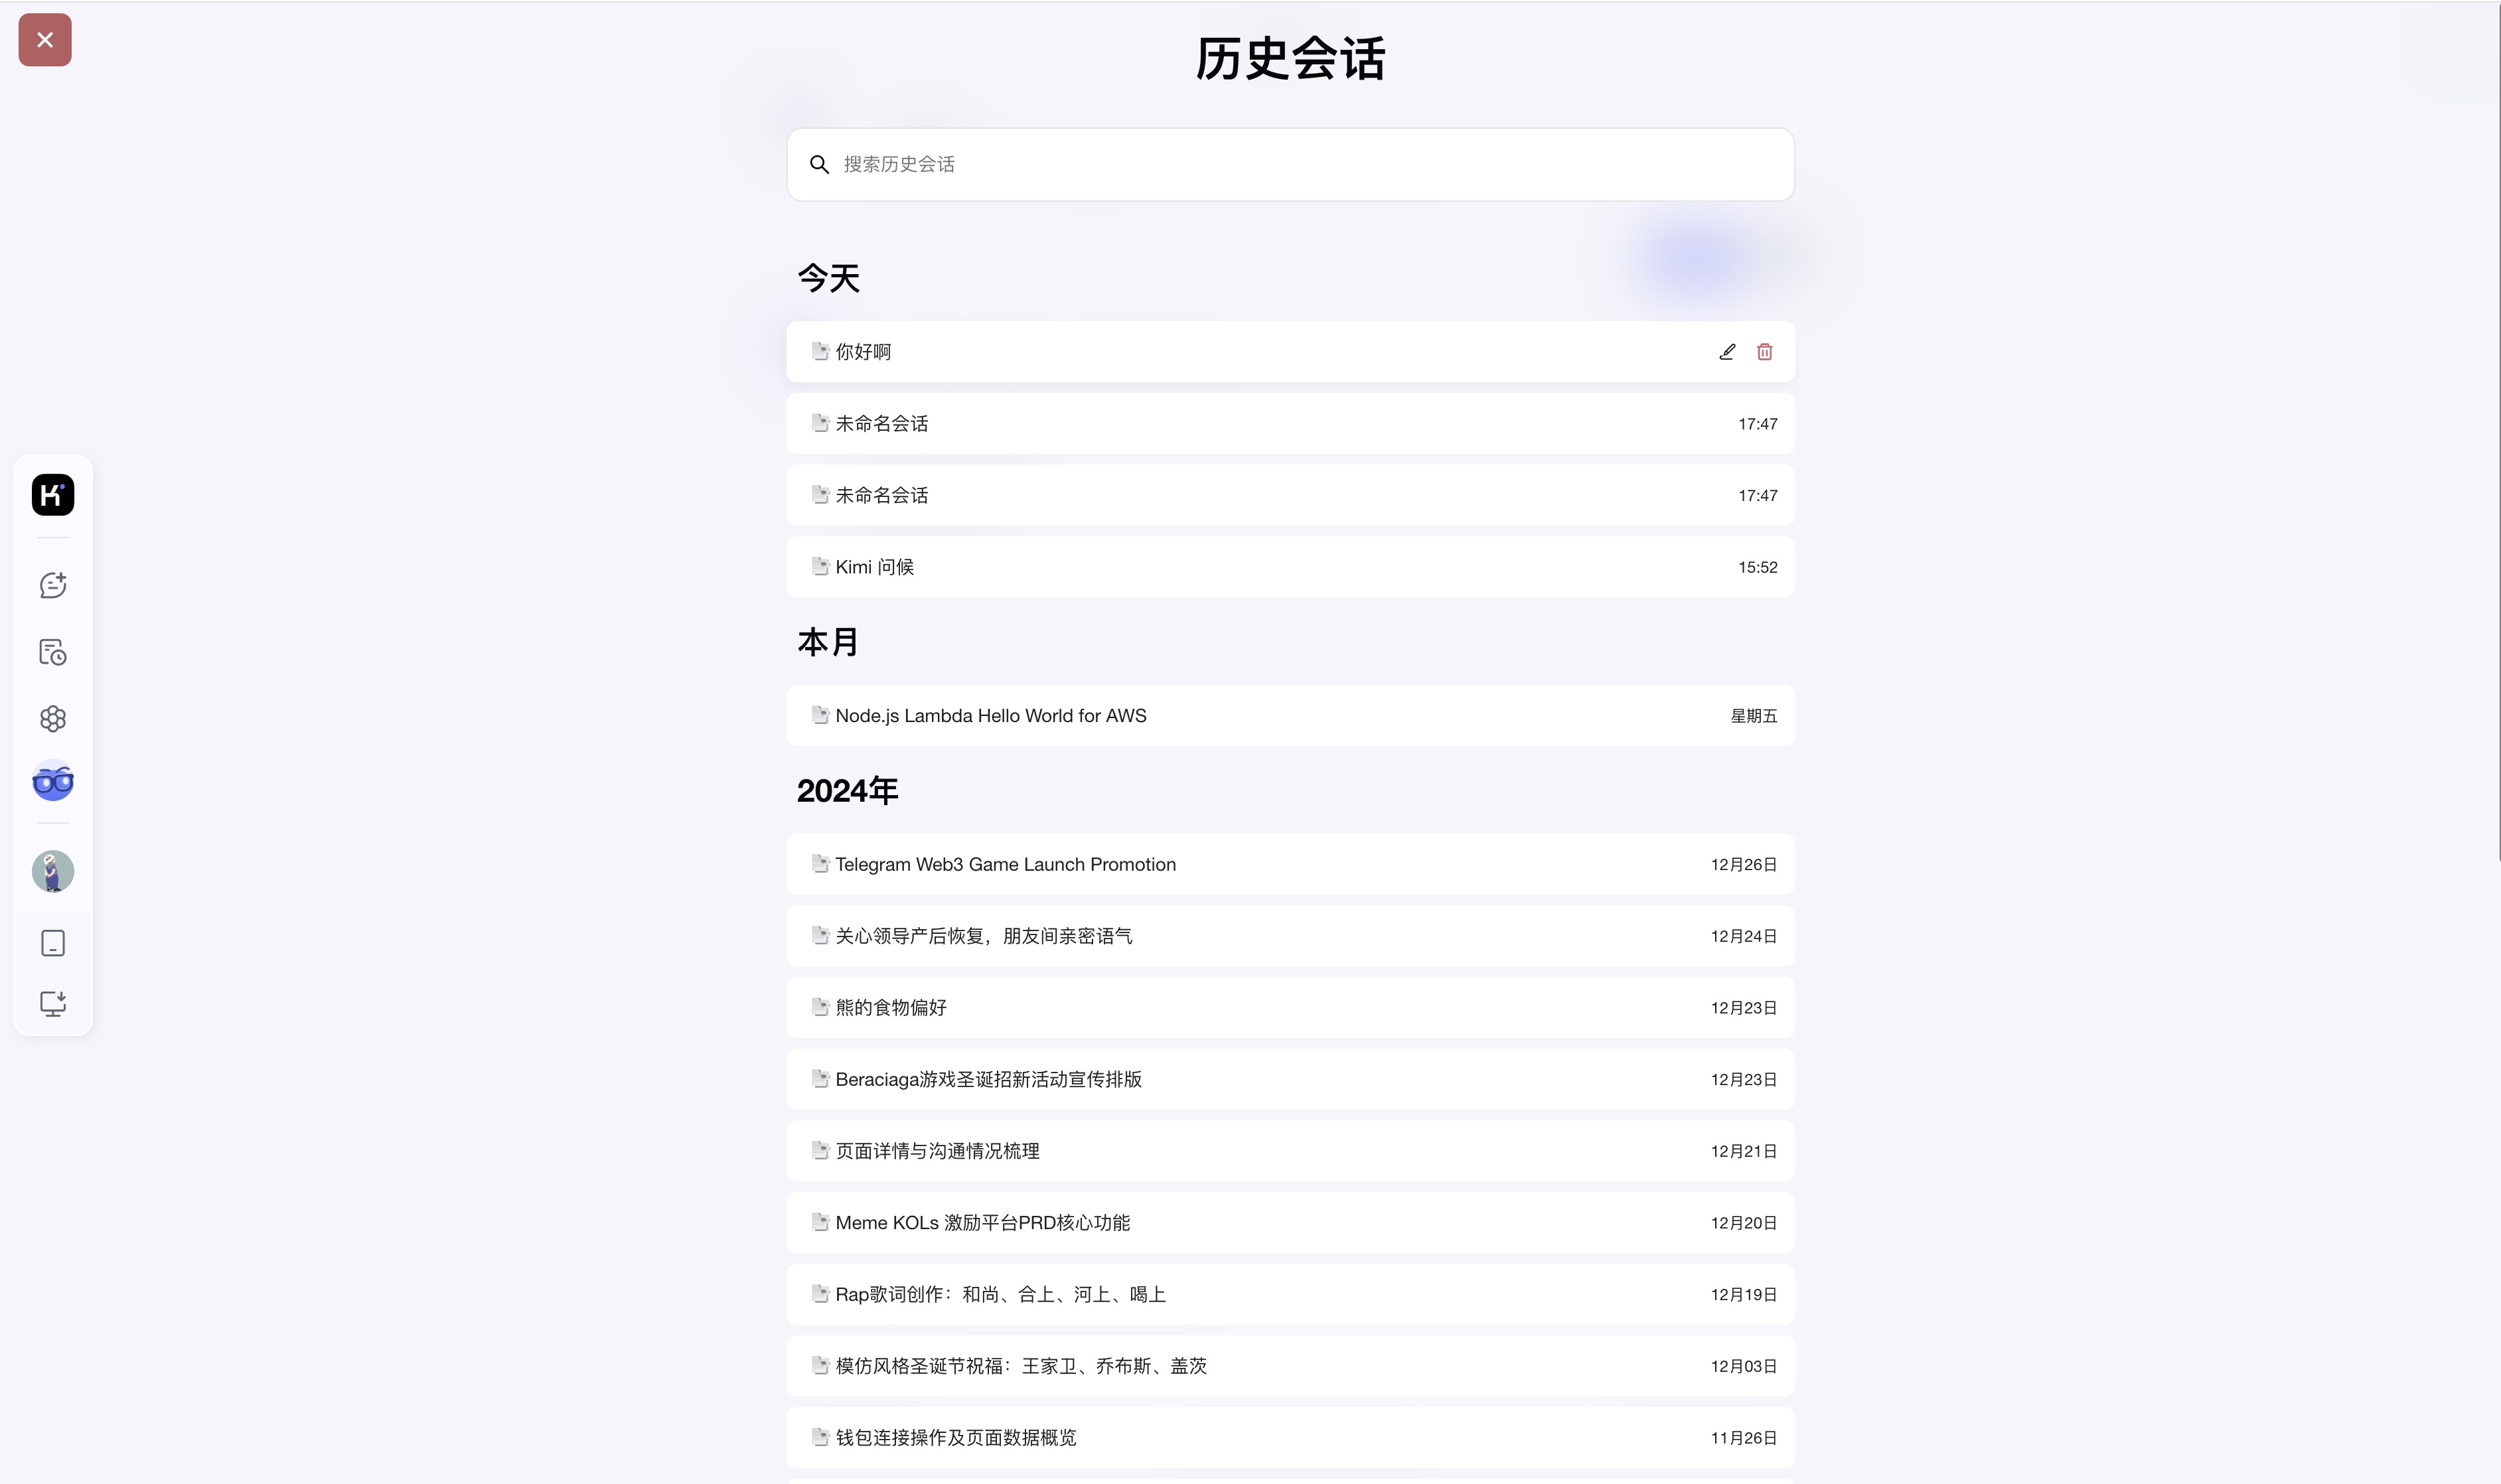 历史会话
搜索历史会话
今天
你好啊
未命名会话 17:47
未命名会话 17:47
Kimi 问候 15:52
本月
Node.js Lambda Hello World for AWS 星期五
2024年
Telegram Web3 Game Launch Promotion 12月26日
关心领导产后恢复，朋友间亲密语气 12月24日
熊的食物偏好 12月23日
Beraciaga游戏圣诞招新活动宣传排版 12月23日
页面详情与沟通情况梳理 12月21日
Meme KOLs 激励平台PRD核心功能 12月20日
Rap歌词创作：和尚、合上、河上、喝上 12月19日
模仿风格圣诞节祝福：王家卫、乔布斯、盖茨 12月03日
钱包连接操作及页面数据概览 11月26日
K